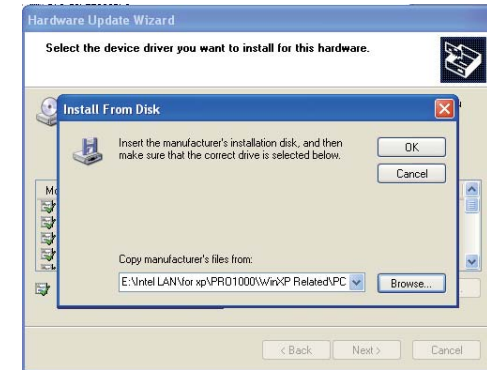 Hardware Update Wizard
Select the device driver you want to install for this hardware.
Install From Disk
Insert the manufacturer's installation disk, and then
make sure that the correct drive is selected below.
OK
Cancel
Mo
Copy manufacturer's files from:
E:\Intel LAN\for xp\PRO1000\WinXP Related\PC
Browse...
< Back
Next >
Cancel